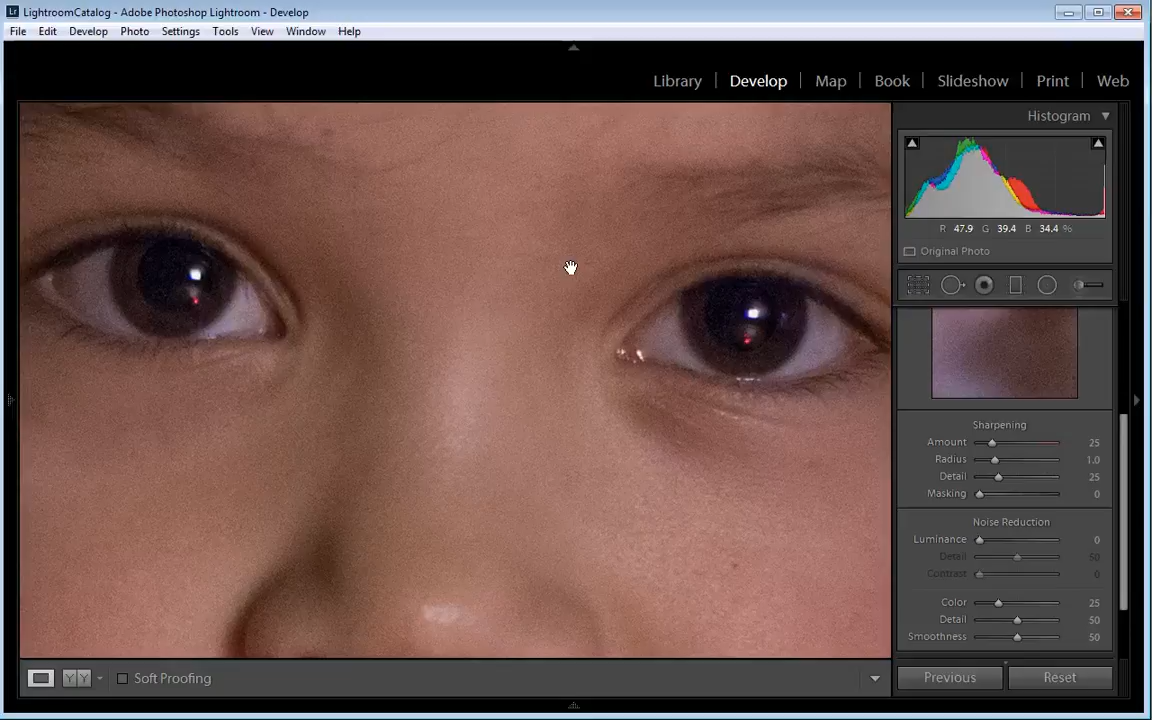 LightroomCatalog - Adobe Photoshop Lightroom - Develop
File Edit Develop Photo Settings Tools View Window Help
Library | Develop | Map | Book | Slideshow | Print | Web
Histogram
R 47.9 G 39.4 B 34.4 %
Original Photo
Sharpening
Amount 25
Radius 1.0
Detail 25
Masking 0
Noise Reduction
Luminance 0
Detail 50
Contrast 0
Color 25
Detail 50
Smoothness 50
Y Y Soft Proofing
Previous Reset